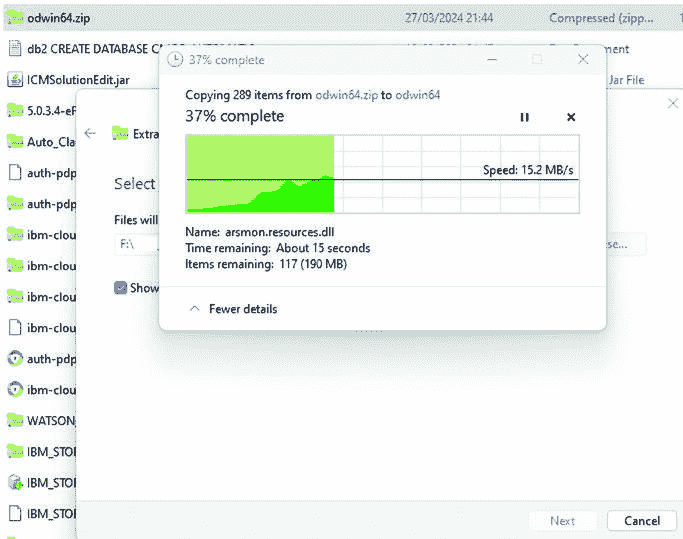 odwin64.zip 27/03/2024 21:44 Compressed (zipp...
db2 CREATE DATABASE
ICMSolutionEdit.jar
Jar File
37% complete
Copying 289 items from odwin64.zip to odwin64
37% complete
Speed: 15.2 MB/s
Name: arsmon.resources.dll
Time remaining: About 15 seconds
Items remaining: 117 (190 MB)
Fewer details
5.0.3.4-eF
Auto_Cla
auth-pdp
auth-pdp
ibm-clou
ibm-clou
ibm-clou
ibm-clou
auth-pdp
ibm-clou
WATSON
IBM_STOR
IBM_STOR
IBM_STOR
Extra
Select
Files will
F:\
Show
Next Cancel